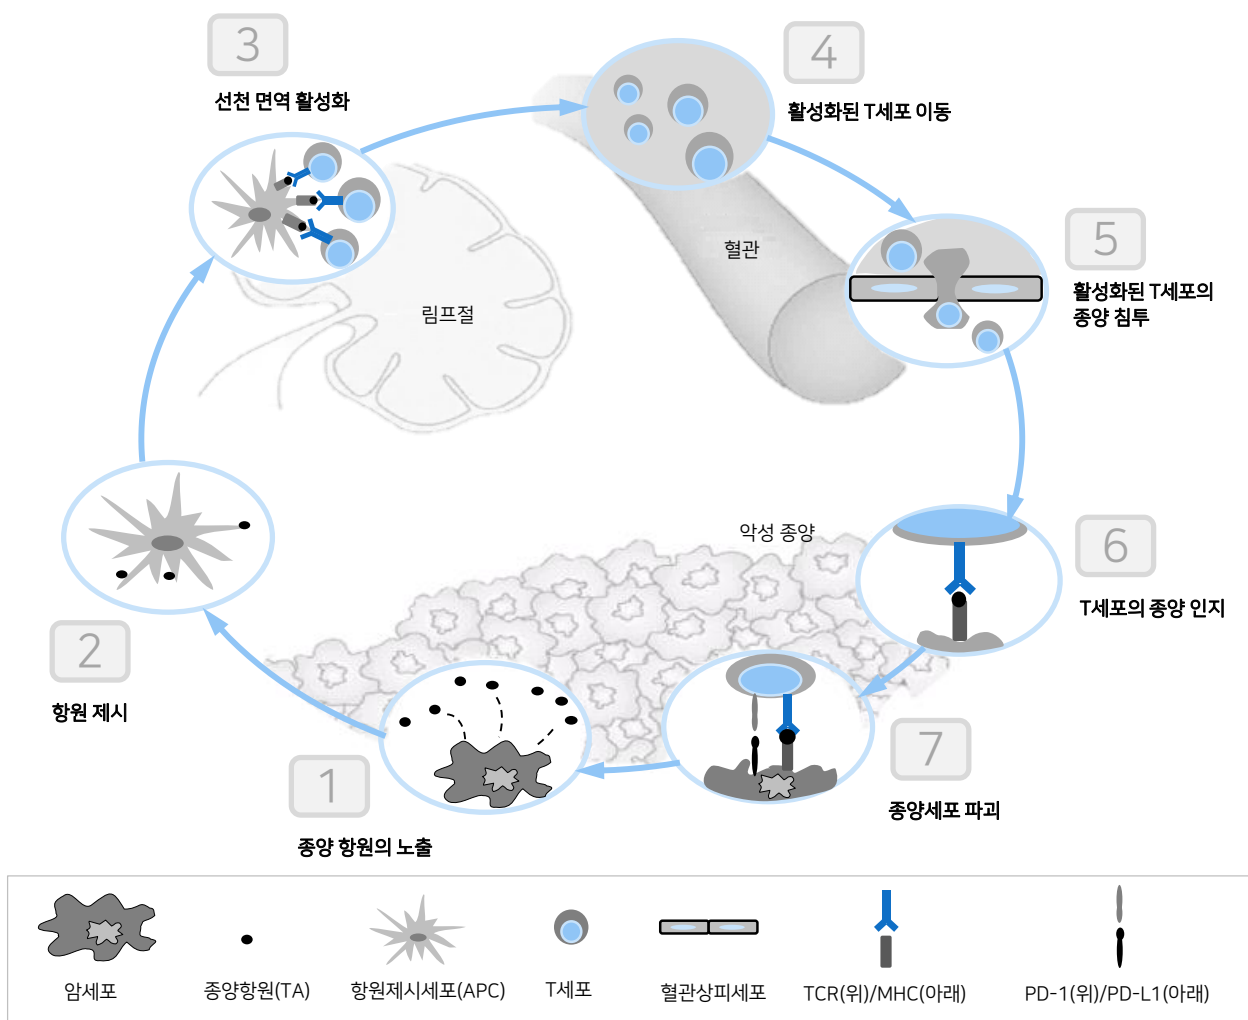 3
선천 면역 활성화
4
활성화된 T세포 이동
혈관
5
활성화된 T세포의
종양 침투
림프절
악성 종양
6
T세포의 종양 인지
2
항원 제시
7
종양세포 파괴
1
종양 항원의 노출
암세포
종양항원(TA)
항원제시세포(APC)
T세포
혈관상피세포
TCR(위)/MHC(아래)
PD-1(위)/PD-L1(아래)